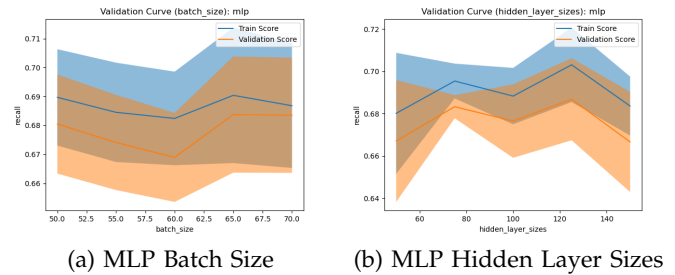 Validation Curve (batch_size): mlp
Train Score
Validation Score
0.71
0.70
0.69
0.68
0.67
0.66
recall
50.0 52.5 55.0 57.5 60.0 62.5 65.0 67.5 70.0
batch_size
(a) MLP Batch Size
Validation Curve (hidden_layer_sizes): mlp
Train Score
Validation Score
0.72
0.70
0.68
0.66
0.64
recall
60 80 100 120 140
hidden_layer_sizes
(b) MLP Hidden Layer Sizes